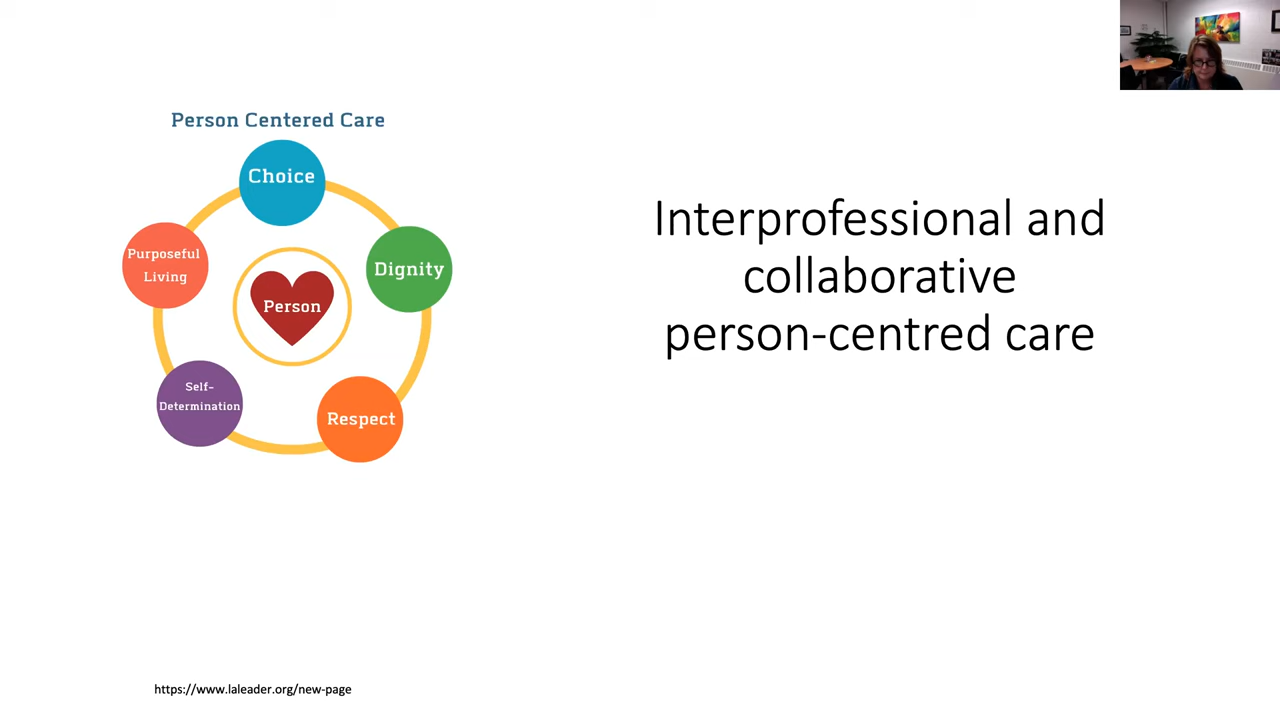 Person Centered Care
Choice
Purposeful
Living
Dignity
Person
Self-
Determination
Respect
Interprofessional and
collaborative
person-centred care
https://www.laleader.org/new-page